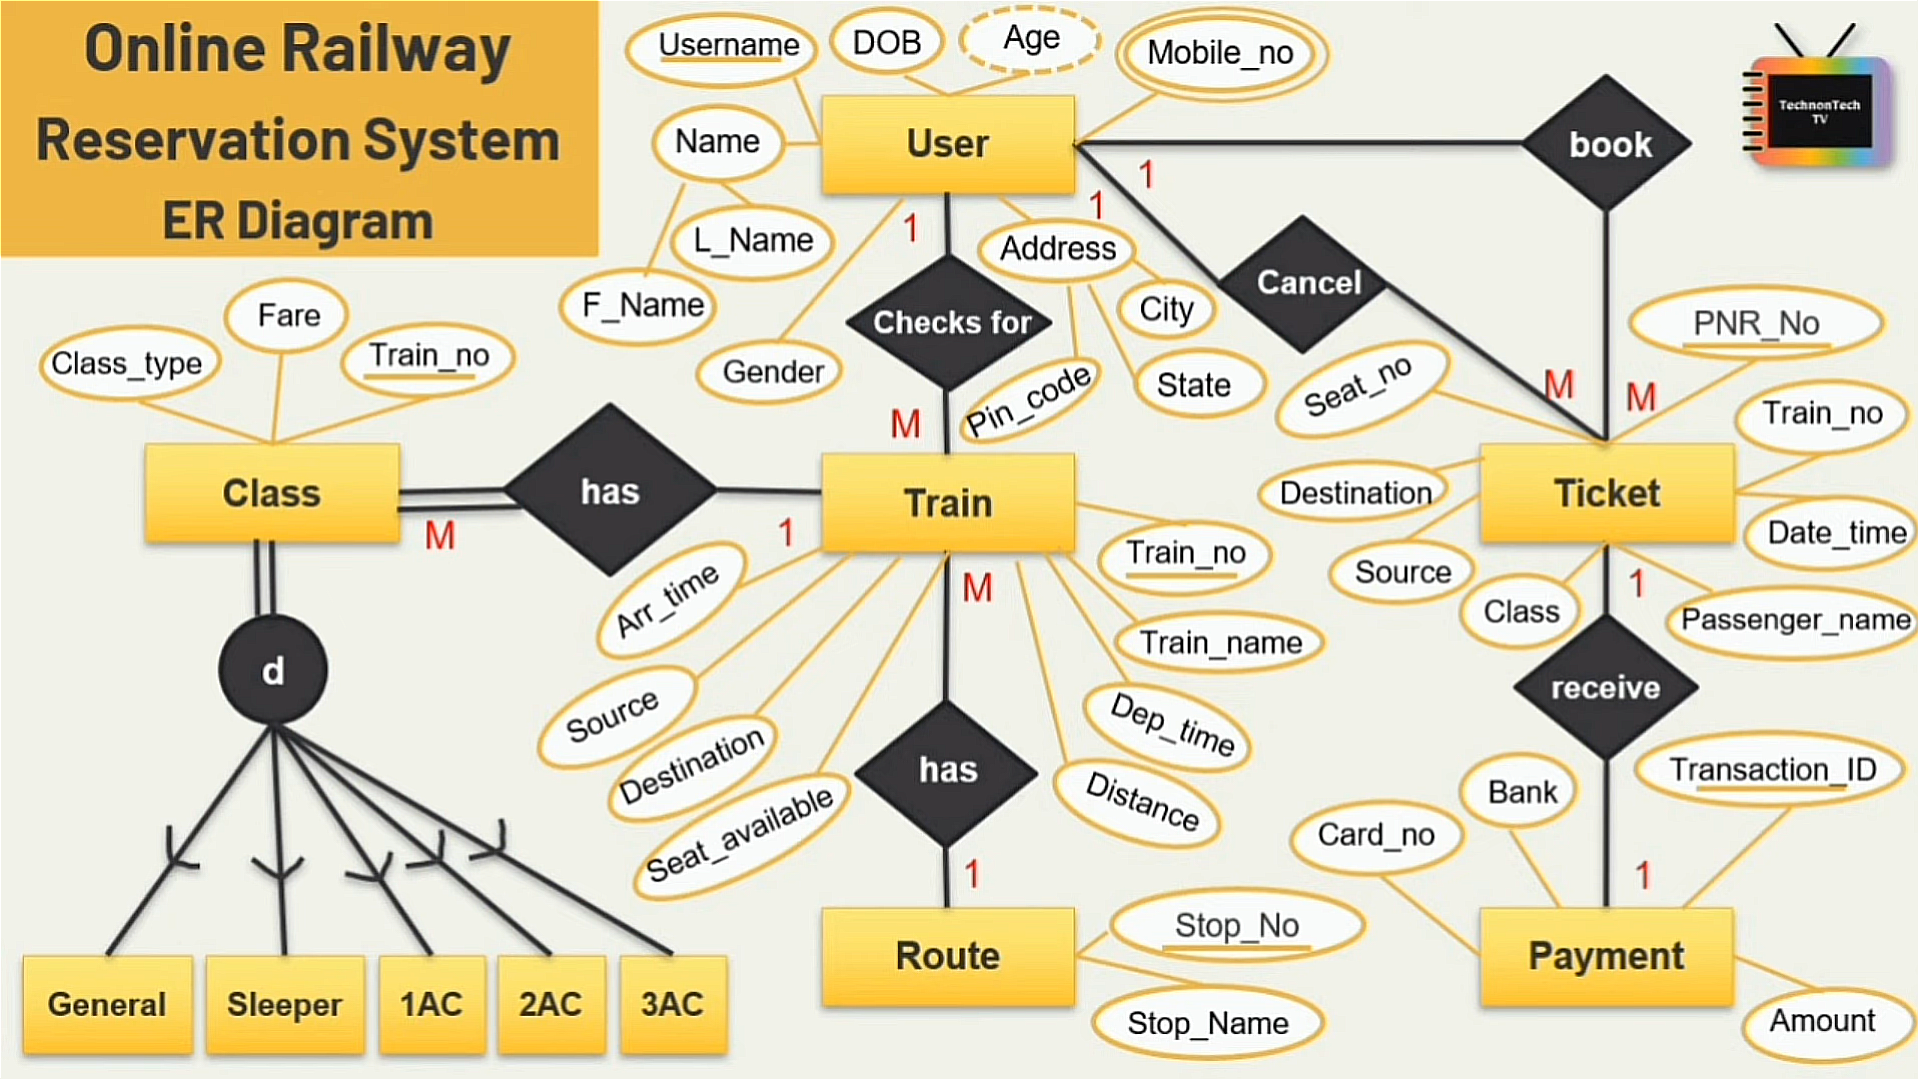 Online Railway
Reservation System
ER Diagram
Username
DOB
Age
Mobile_no
TechnonTech
TV
Name
User
book
1
1
1
L_Name
Address
F_Name
Checks for
City
Cancel
PNR_No
Fare
Class_type
Train_no
Gender
Pin_code
State
Seat_no
M
M
M
Train_no
Class
has
Train
Destination
Ticket
M
1
Train_no
Date_time
Arr_time
M
Source
Class
1
Passenger_name
Train_name
d
Source
Dep_time
receive
Destination
has
Distance
Bank
Transaction_ID
Seat_available
Card_no
1
1
Stop_No
Route
Payment
General
Sleeper
1AC
2AC
3AC
Stop_Name
Amount